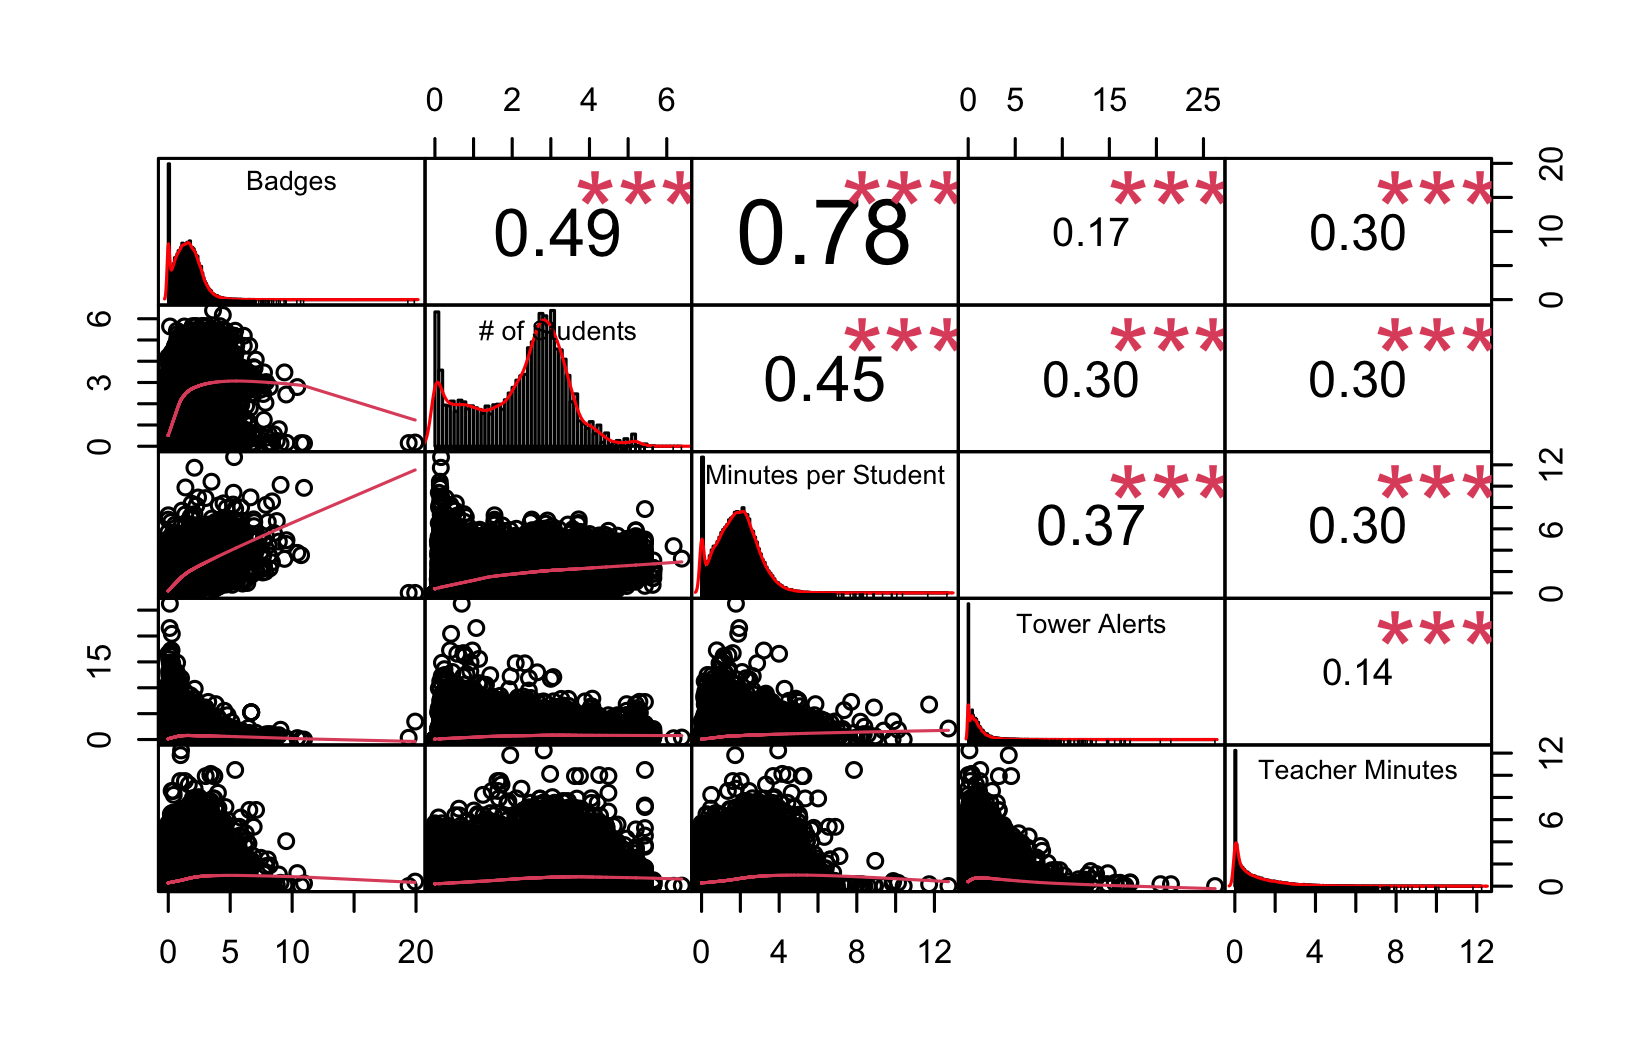 0 2 4 6 0 5 15 25
Badges
0.49 ***
0.78 ***
0.17 ***
0.30 ***
0 10 20
0 3 6
# of Students
0.45 ***
0.30 ***
0.30 ***
Minutes per Student
0.37 ***
0.30 ***
0 6 12
0 15
Tower Alerts
0.14 ***
Teacher Minutes
0 6 12
0 5 10 20 0 4 8 12 0 4 8 12